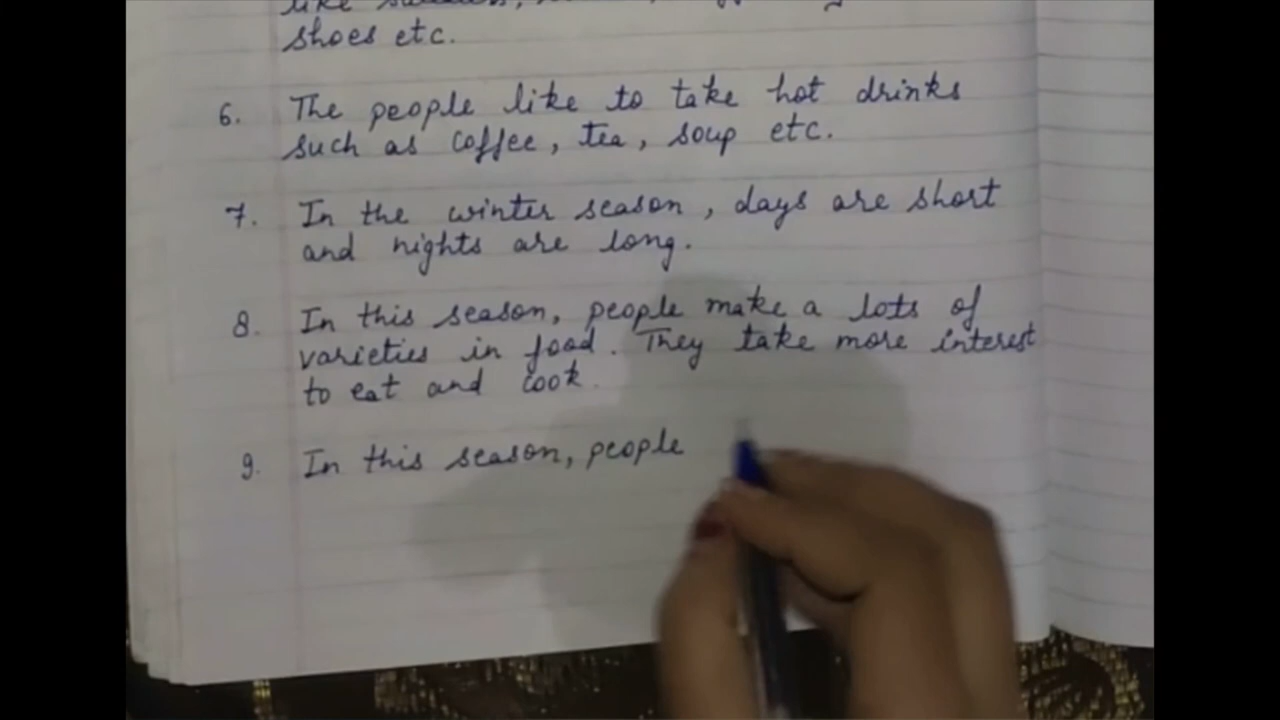 like
shoes etc.
6. The people like to take hot drinks
such as coffee, tea, soup etc.
7. In the winter season, days are short
and nights are long.
8. In this season, people make a lots of
varieties in food. They take more interest
to eat and cook.
9. In this season, people